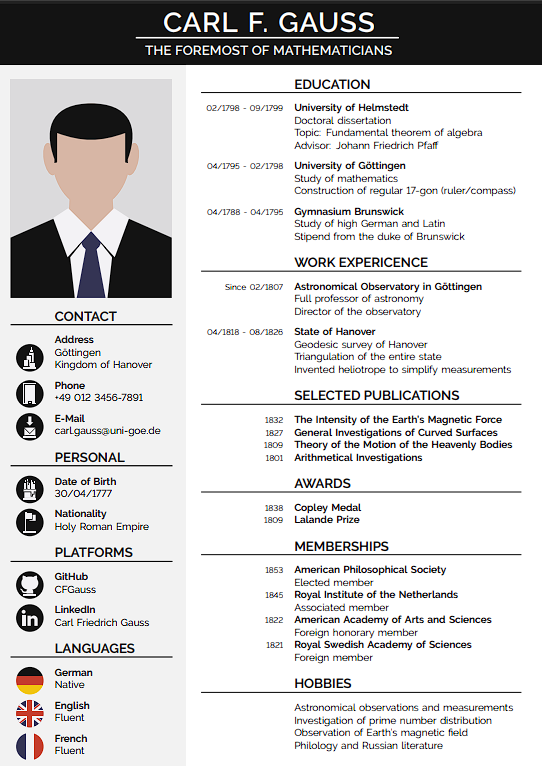 CARL F. GAUSS
THE FOREMOST OF MATHEMATICIANS
CONTACT
Address
Göttingen
Kingdom of Hanover
Phone
+49 012 3456-7891
E-Mail
carl.gauss@uni-goe.de
PERSONAL
Date of Birth
30/04/1777
Nationality
Holy Roman Empire
PLATFORMS
GitHub
CFGauss
LinkedIn
Carl Friedrich Gauss
LANGUAGES
German
Native
English
Fluent
French
Fluent
EDUCATION
02/1798 - 09/1799 University of Helmstedt
Doctoral dissertation
Topic: Fundamental theorem of algebra
Advisor: Johann Friedrich Pfaff
04/1795 - 02/1798 University of Göttingen
Study of mathematics
Construction of regular 17-gon (ruler/compass)
04/1788 - 04/1795 Gymnasium Brunswick
Study of high German and Latin
Stipend from the duke of Brunswick
WORK EXPERICENCE
Since 02/1807 Astronomical Observatory in Göttingen
Full professor of astronomy
Director of the observatory
04/1818 - 08/1826 State of Hanover
Geodesic survey of Hanover
Triangulation of the entire state
Invented heliotrope to simplify measurements
SELECTED PUBLICATIONS
1832 The Intensity of the Earth's Magnetic Force
1827 General Investigations of Curved Surfaces
1809 Theory of the Motion of the Heavenly Bodies
1801 Arithmetical Investigations
AWARDS
1838 Copley Medal
1809 Lalande Prize
MEMBERSHIPS
1853 American Philosophical Society
Elected member
1845 Royal Institute of the Netherlands
Associated member
1822 American Academy of Arts and Sciences
Foreign honorary member
1821 Royal Swedish Academy of Sciences
Foreign member
HOBBIES
Astronomical observations and measurements
Investigation of prime number distribution
Observation of Earth's magnetic field
Philology and Russian literature